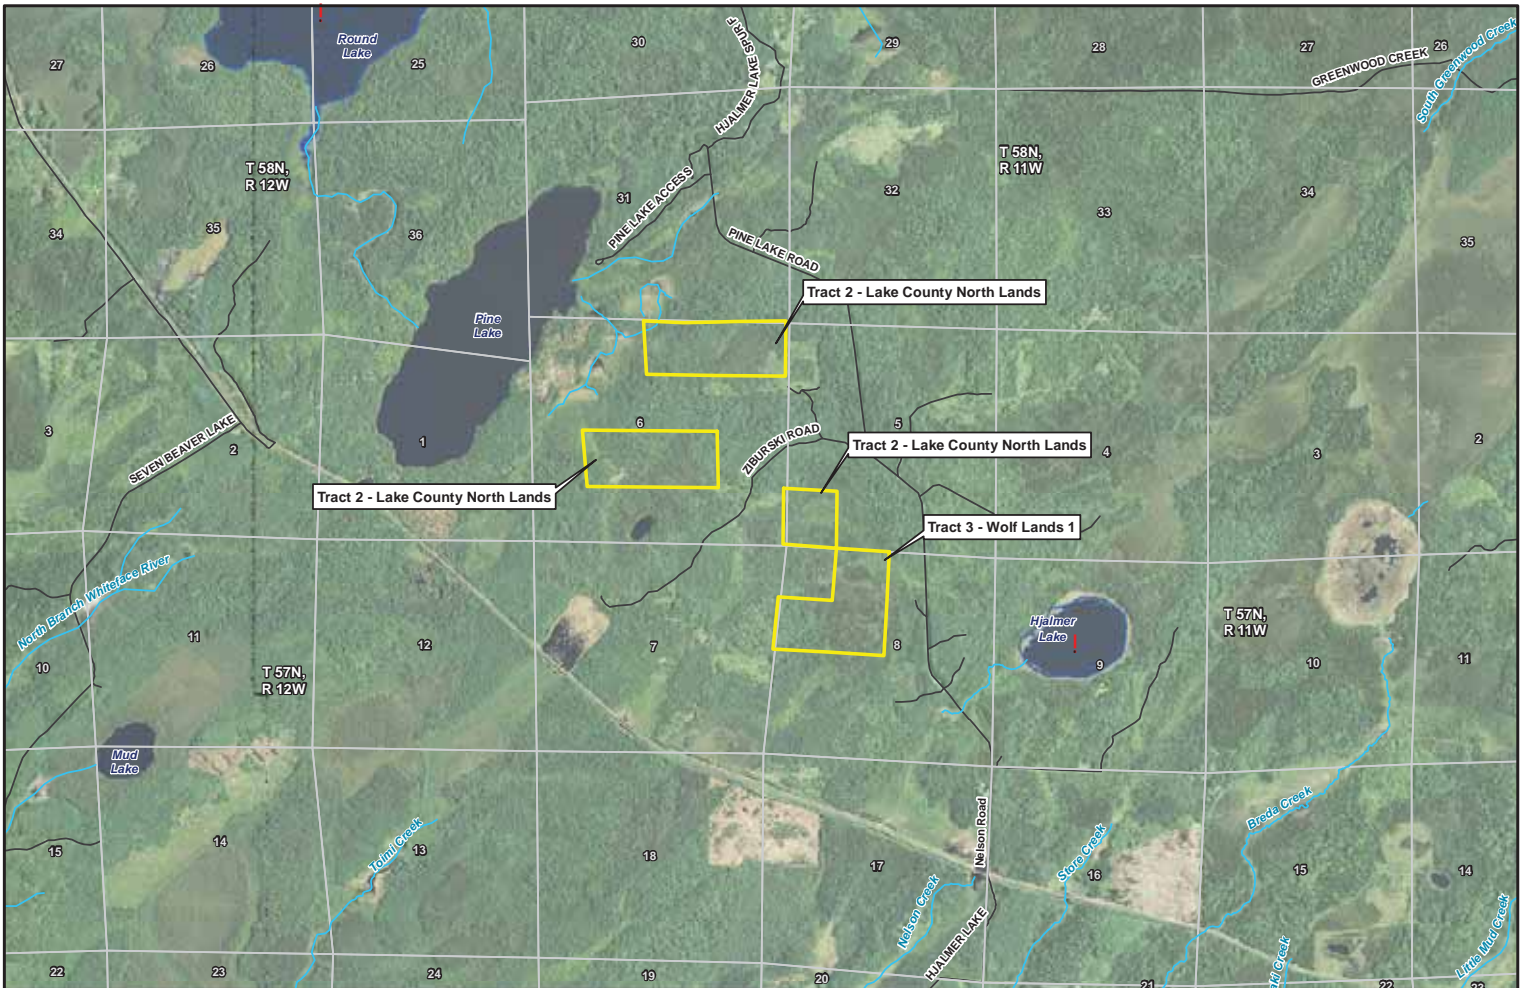 Round
Lake
27
26
25
30
HJALMER LAKE SPUR F
29
28
27
26
GREENWOOD CREEK
South Greenwood Creek
T 58N,
R 12W
T 58N,
R 11W
34
35
36
31
PINE LAKE ACCESS
PINE LAKE ROAD
32
33
34
35
Tract 2 - Lake County North Lands
Pine
Lake
3
SEVEN BEAVER LAKE
2
1
6
ZIBURSKI ROAD
5
4
3
2
Tract 2 - Lake County North Lands
Tract 2 - Lake County North Lands
Tract 3 - Wolf Lands 1
North Branch Whiteface River
10
11
12
7
8
Hjalmer
Lake
9
T 57N,
R 11W
10
11
T 57N,
R 12W
Mud
Lake
15
14
Tolmi Creek
13
18
17
Nelson Road
Nelson Creek
HJALMER LAKE
Store Creek
16
Breda Creek
15
14
Little Mud Creek
22
23
24
19
20
21
Creek
22
23